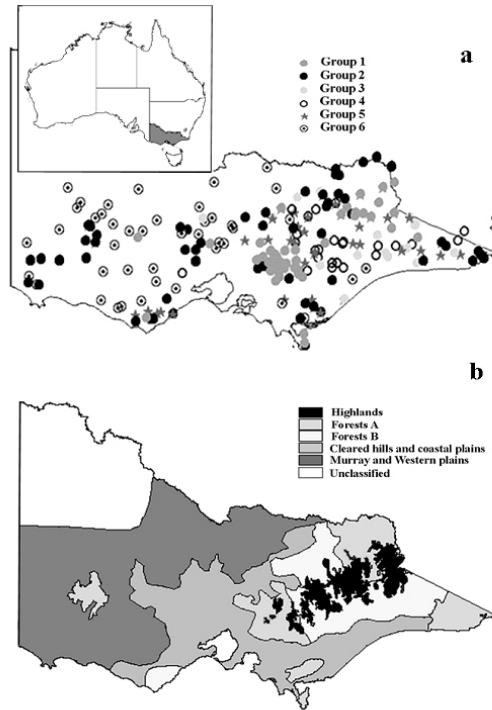 a
Group 1
Group 2
Group 3
Group 4
Group 5
Group 6
b
Highlands
Forests A
Forests B
Cleared hills and coastal plains
Murray and Western plains
Unclassified